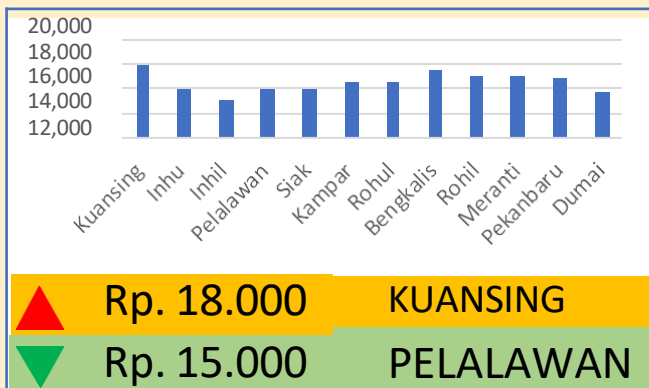 20,000
18,000
16,000
14,000
12,000
Kuansing
Inhu
Inhil
Pelalawan
Siak
Kampar
Rohul
Bengkalis
Rohil
Meranti
Pekanbaru
Dumai
Rp. 18.000 KUANSING
Rp. 15.000 PELALAWAN